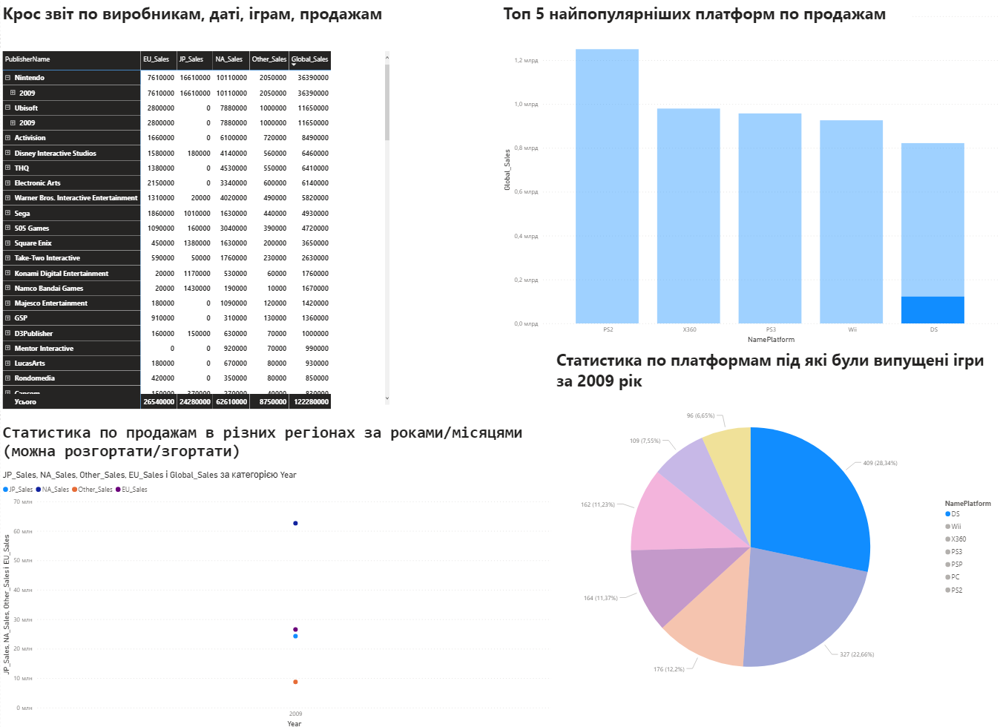 Крос звіт по виробникам, даті, іграм, продажам
PublisherName EU_Sales JP_Sales NA_Sales Other_Sales Global_Sales
Nintendo 7610000 16610000 10110000 2050000 36390000
2009 7610000 16610000 10110000 2050000 36390000
Ubisoft 2800000 0 7880000 1000000 11650000
2009 2800000 0 7880000 1000000 11650000
Activision 1660000 0 6100000 720000 8490000
Disney Interactive Studios 1580000 180000 4140000 560000 6460000
THQ 1380000 0 4530000 550000 6410000
Electronic Arts 2150000 0 3340000 600000 6140000
Warner Bros. Interactive Entertainment 1310000 20000 4020000 490000 5820000
Sega 1860000 1010000 1630000 440000 4930000
505 Games 1090000 160000 3040000 390000 4720000
Square Enix 450000 1380000 1630000 200000 3650000
Take-Two Interactive 590000 50000 1760000 230000 2630000
Konami Digital Entertainment 20000 1170000 530000 60000 1760000
Namco Bandai Games 20000 1430000 190000 10000 1670000
Majesco Entertainment 180000 0 1090000 120000 1420000
GSP 910000 0 310000 130000 1360000
D3Publisher 160000 150000 630000 70000 1000000
Mentor Interactive 0 0 920000 70000 990000
LucasArts 180000 0 670000 80000 930000
Rondomedia 420000 0 350000 80000 850000
Capcom 150000 370000 270000 40000 830000
Усього 26540000 24280000 62610000 8750000 122280000
Топ 5 найпопулярніших платформ по продажам
Global_Sales
1,2 млрд
1,0 млрд
0,8 млрд
0,6 млрд
0,4 млрд
0,2 млрд
0,0 млрд
PS2 X360 PS3 Wii DS
NamePlatform
Статистика по продажам в різних регіонах за роками/місяцями
(можна розгортати/згортати)
JP_Sales, NA_Sales, Other_Sales, EU_Sales і Global_Sales за категорією Year
JP_Sales NA_Sales Other_Sales EU_Sales
JP_Sales, NA_Sales, Other_Sales і EU_Sales
70 млн
60 млн
50 млн
40 млн
30 млн
20 млн
10 млн
0 млн
2009
Year
Статистика по платформам під які були випущені ігри
за 2009 рік
96 (6,65%)
109 (7,55%)
409 (28,34%)
162 (11,23%)
164 (11,37%)
327 (22,66%)
176 (12,2%)
NamePlatform
DS
Wii
X360
PS3
PSP
PC
PS2